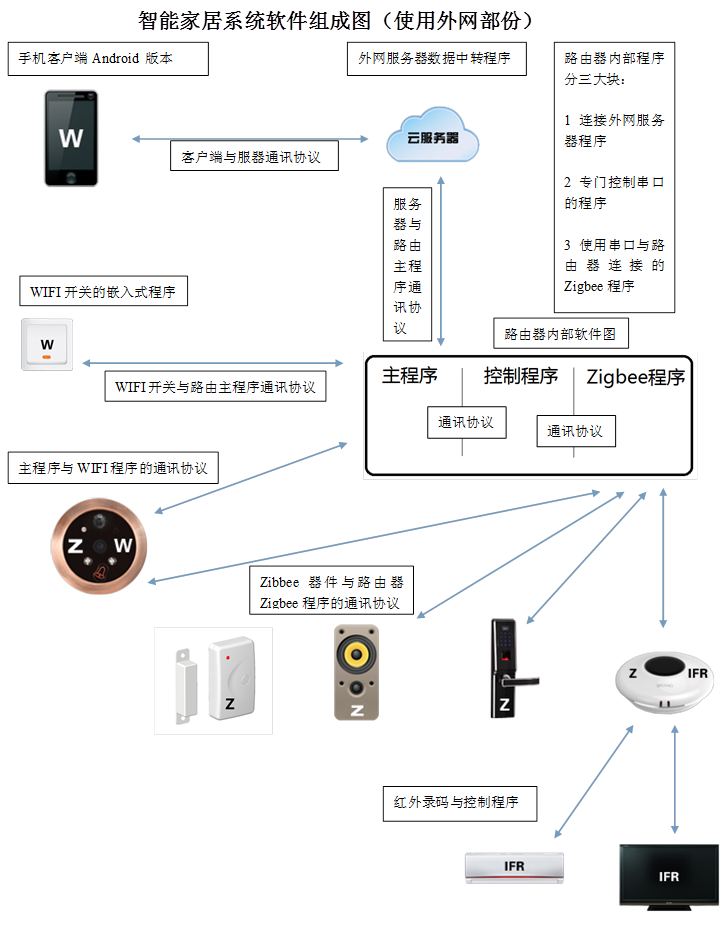 智能家居系统软件组成图（使用外网部份）
手机客户端 Android 版本
外网服务器数据中转程序
路由器内部程序
分三大块：
1 连接外网服务
器程序
2 专门控制串口
的程序
3 使用串口与路
由器连接的
Zigbee 程序
W
云服务器
客户端与服器通讯协议
服务
器与
路由
主程
序通
讯协
议
WIFI 开关的嵌入式程序
W
路由器内部软件图
WIFI 开关与路由主程序通讯协议
主程序
控制程序
Zigbee程序
通讯协议
通讯协议
主程序与 WIFI 程序的通讯协议
Z W
Zibbee 器件与路由器
Zigbee 程序的通讯协议
Z
Z
Z
Z IFR
红外录码与控制程序
IFR
IFR